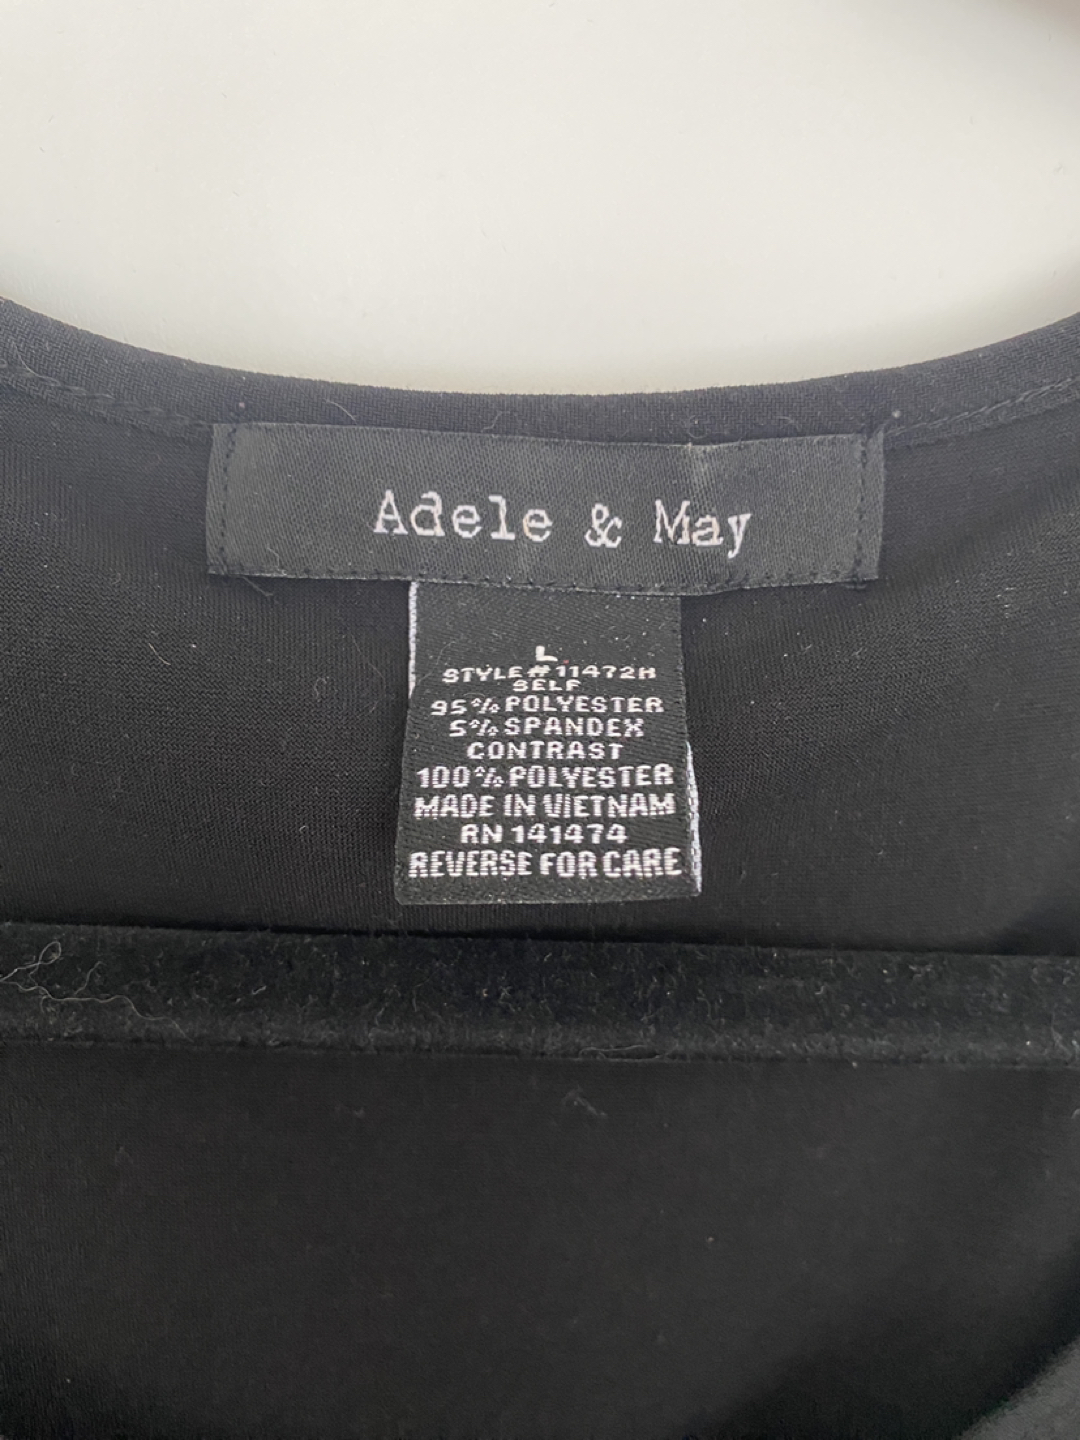 Adele & May
L
STYLE#11472H
SELF
95% POLYESTER
5% SPANDEX
CONTRAST
100% POLYESTER
MADE IN VIETNAM
RN 141474
REVERSE FOR CARE